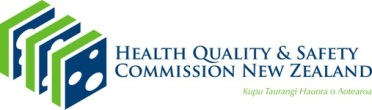 HEALTH QUALITY & SAFETY
COMMISSION NEW ZEALAND
Kupu Taurangi Hauora o Aotearoa